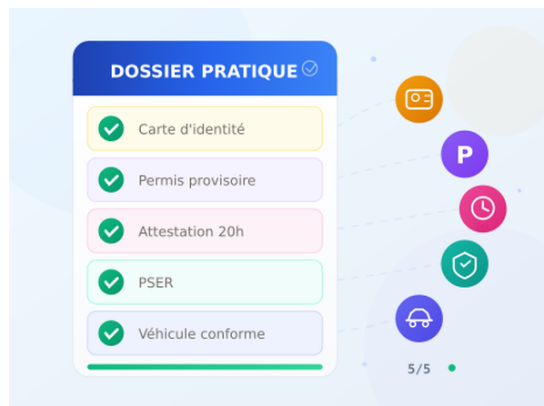 DOSSIER PRATIQUE
Carte d'identité
Permis provisoire
P
Attestation 20h
PSER
Véhicule conforme
5/5